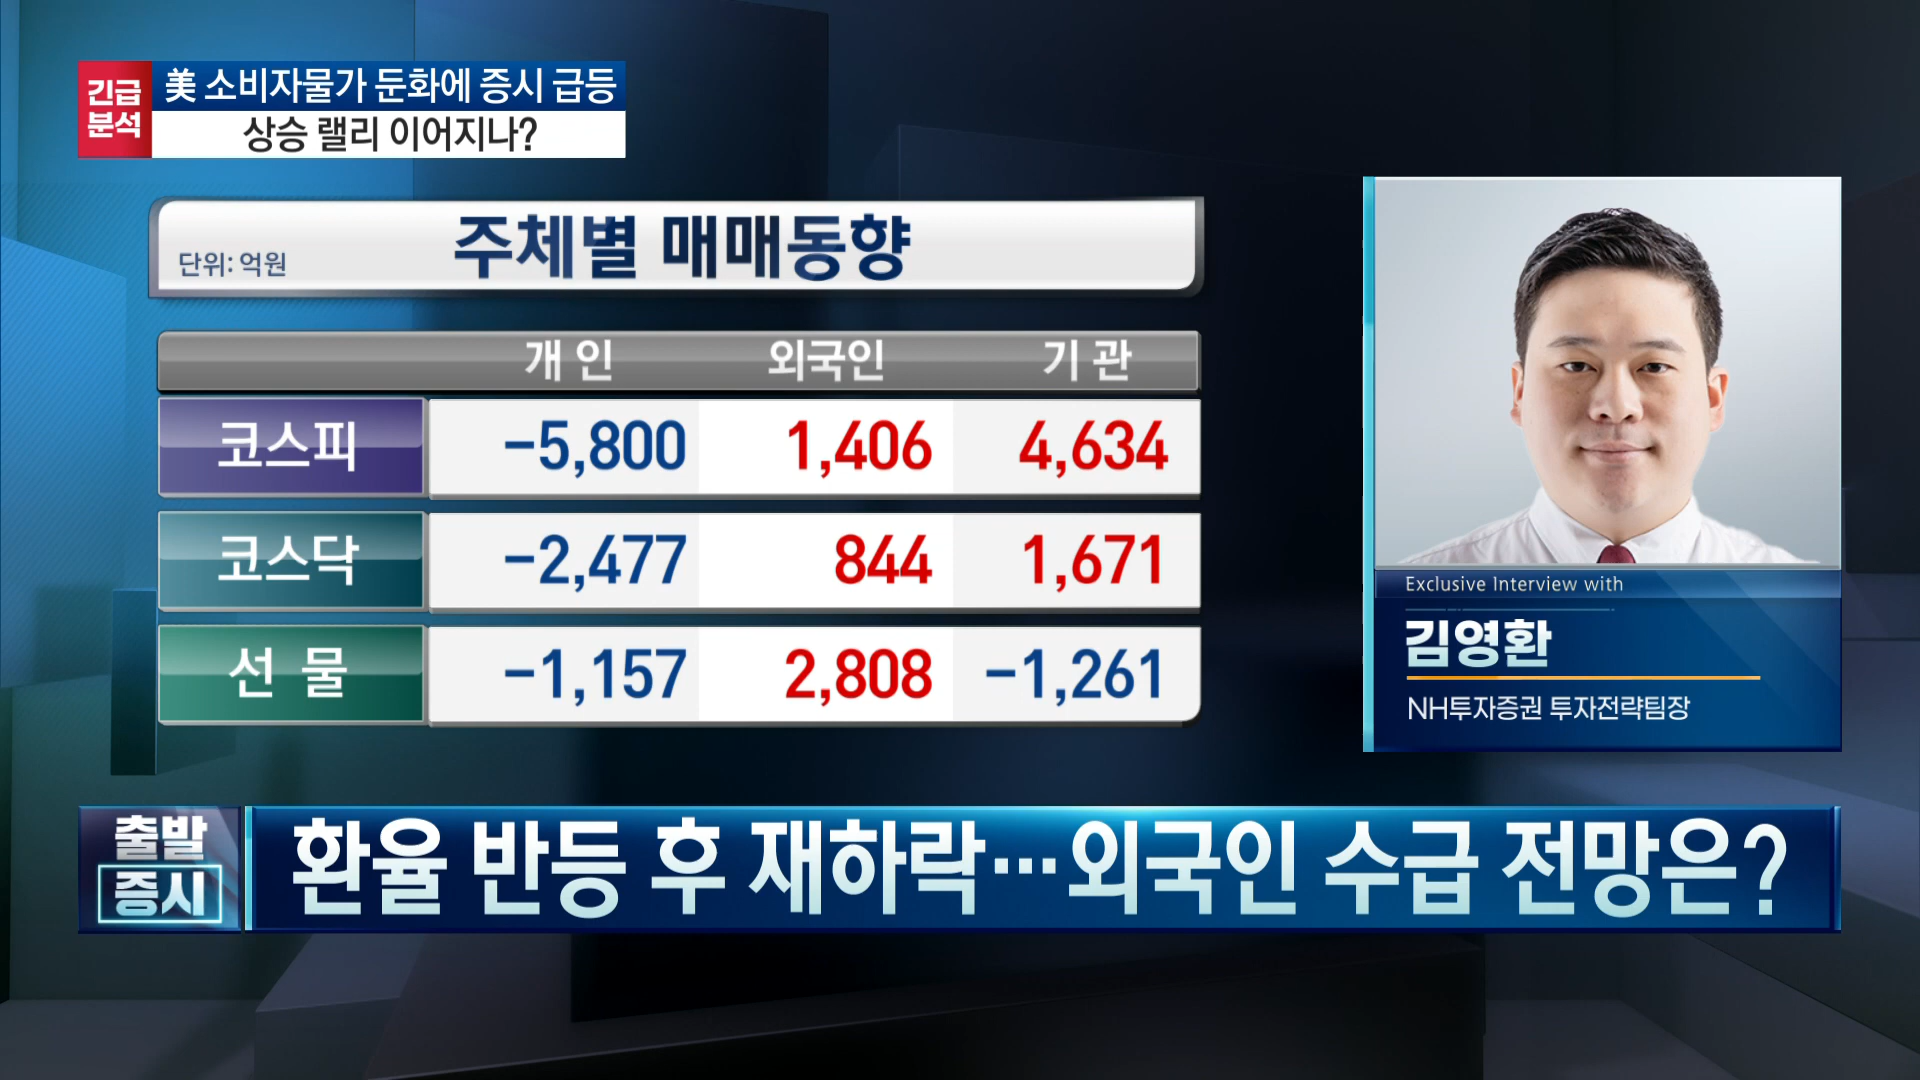 긴급
분석
美 소비자물가 둔화에 증시 급등
상승 랠리 이어지나?
단위: 억원
주체별 매매동향
개 인 외국인 기 관
코스피 -5,800 1,406 4,634
코스닥 -2,477 844 1,671
선 물 -1,157 2,808 -1,261
Exclusive Interview with
김영환
NH투자증권 투자전략팀장
출발
증시
환율 반등 후 재하락…외국인 수급 전망은?